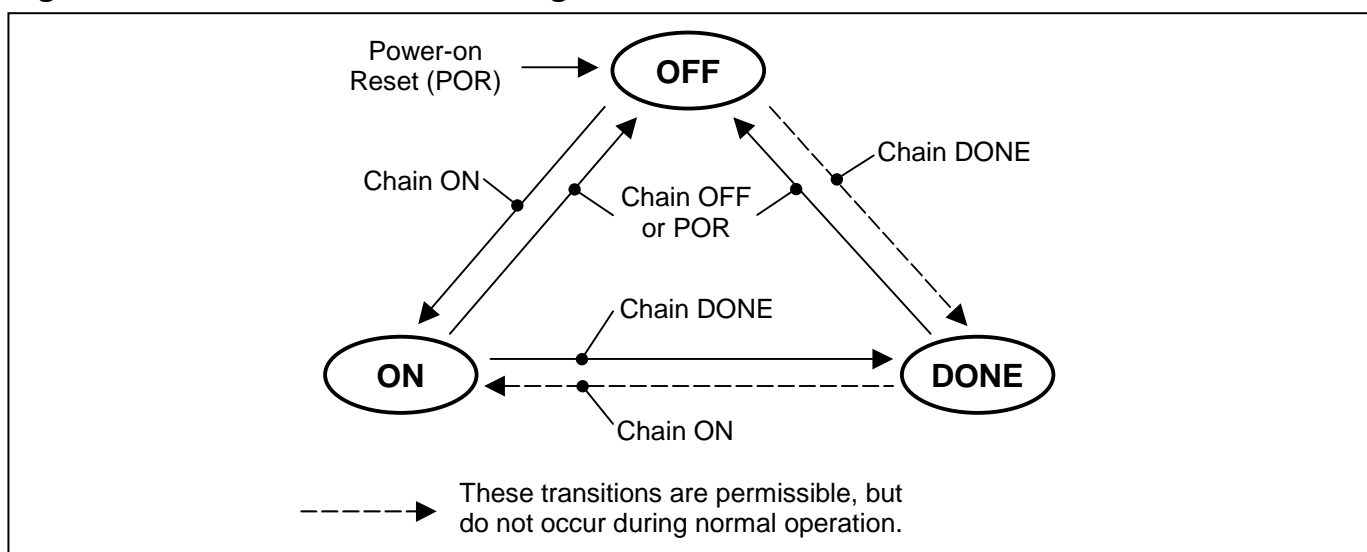 Power-on
Reset (POR)
OFF
Chain ON
Chain OFF
or POR
Chain DONE
Chain DONE
ON
DONE
Chain ON
These transitions are permissible, but
do not occur during normal operation.